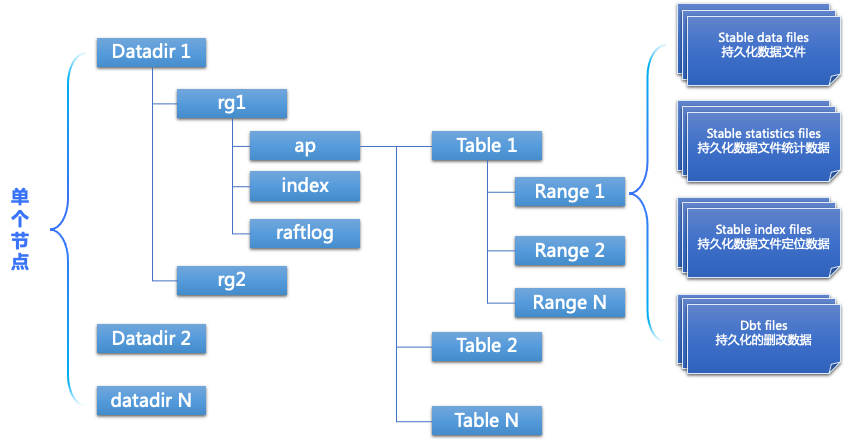 单
个
节
点
Datadir 1
rg1
ap
index
raftlog
rg2
Datadir 2
datadir N
Table 1
Range 1
Range 2
Range N
Table 2
Table N
Stable data files
持久化数据文件
Stable statistics files
持久化数据文件统计数据
Stable index files
持久化数据文件定位数据
Dbt files
持久化的删改数据